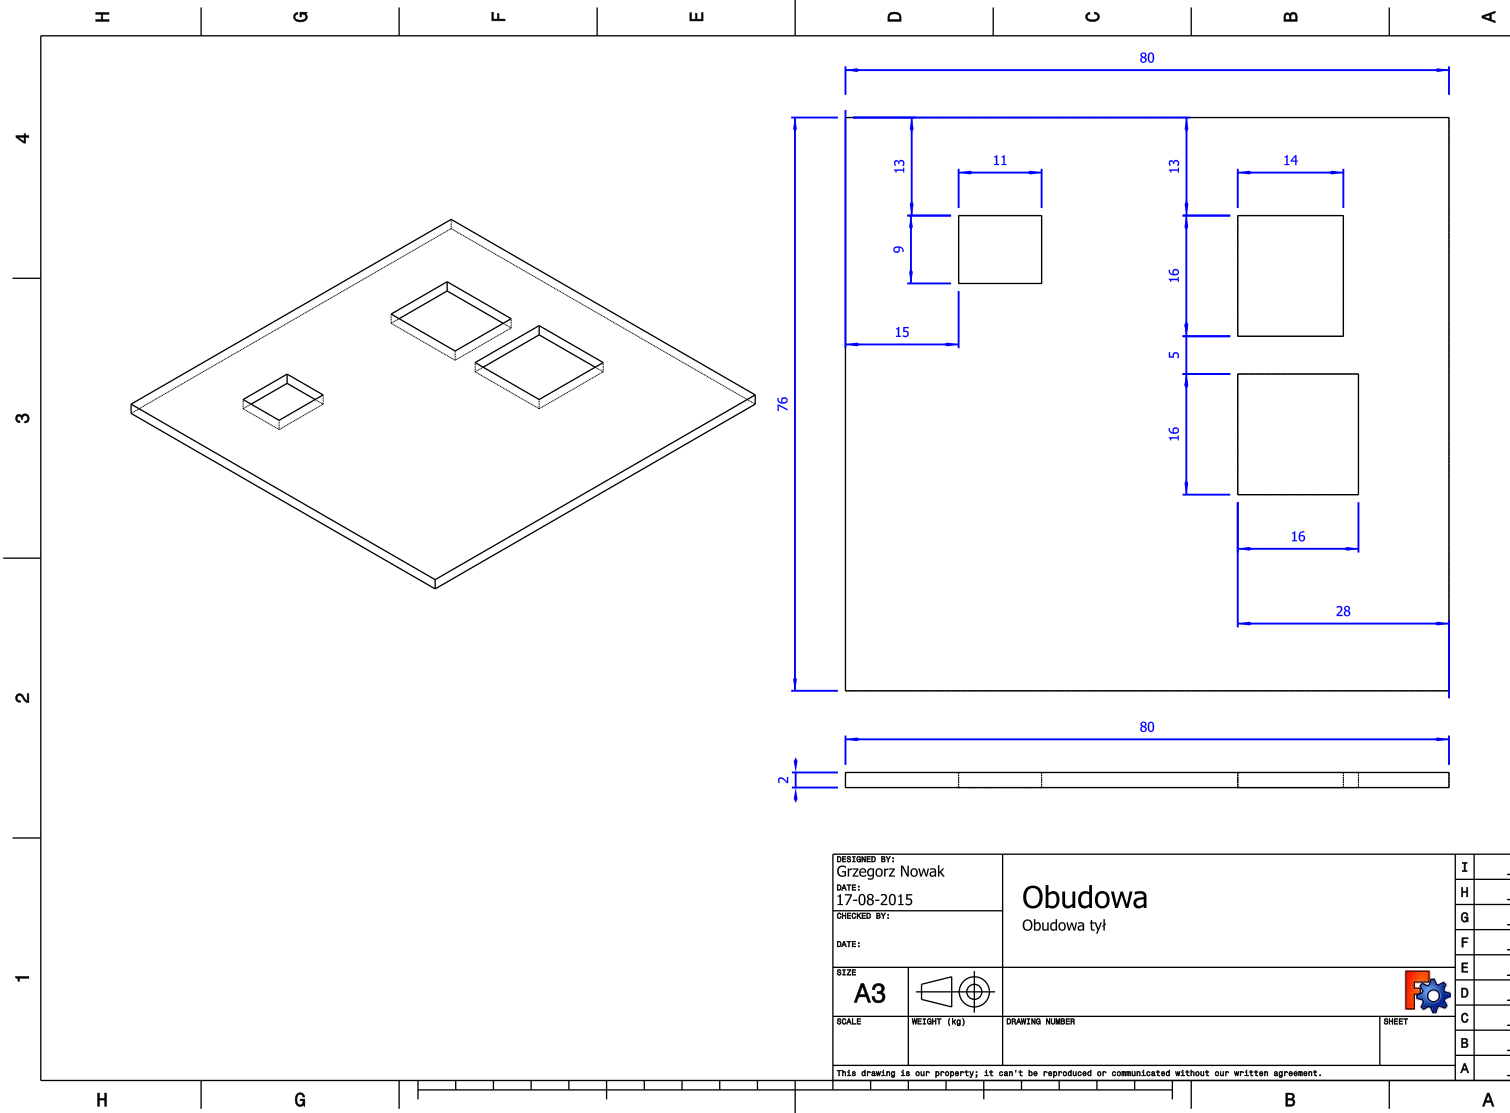 H G F E D C B A
4
3
2
1
80
76
13
11
9
15
13
14
16
5
16
16
28
80
2
DESIGNED BY:
Grzegorz Nowak
DATE:
17-08-2015
CHECKED BY:
DATE:
Obudowa
Obudowa tył
SIZE
A3
SCALE
WEIGHT (kg)
DRAWING NUMBER
SHEET
This drawing is our property; it can't be reproduced or communicated without our written agreement.
I
H
G
F
E
D
C
B
A
H G B A